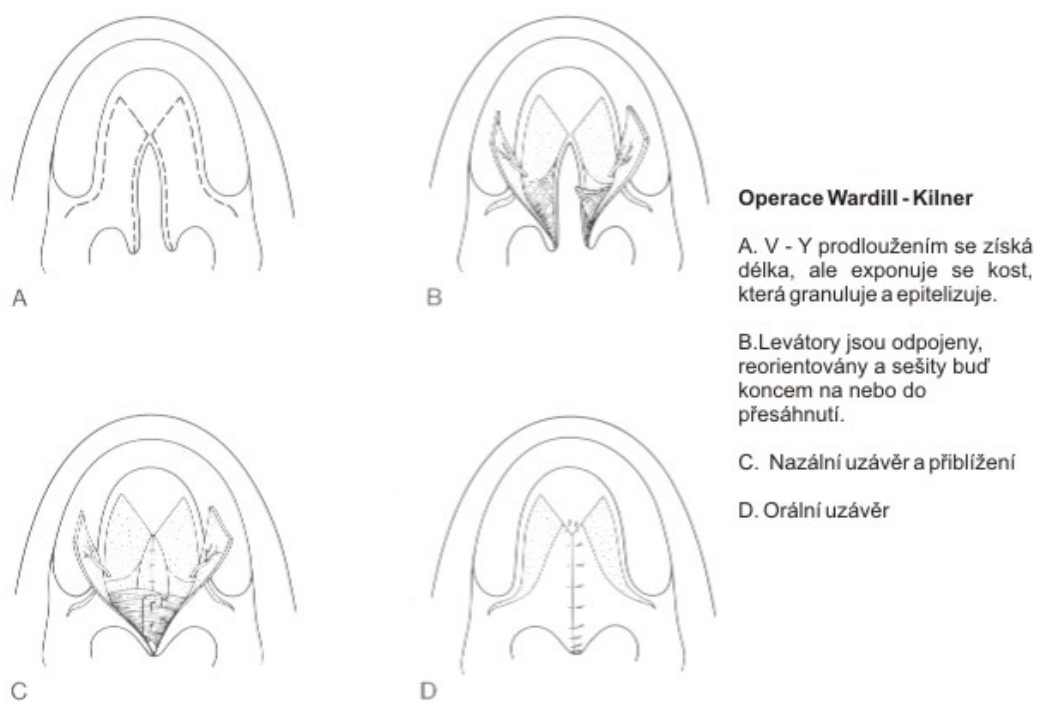 A
B
C
D
Operace Wardill - Kilner
A. V - Y prodloužením se získá
délka, ale exponuje se kost,
která granuluje a epitelizuje.
B.Levátory jsou odpojeny,
reorientovány a sešity buď
koncem na nebo do
přesáhnutí.
C. Nazální uzávěr a přiblížení
D. Orální uzávěr